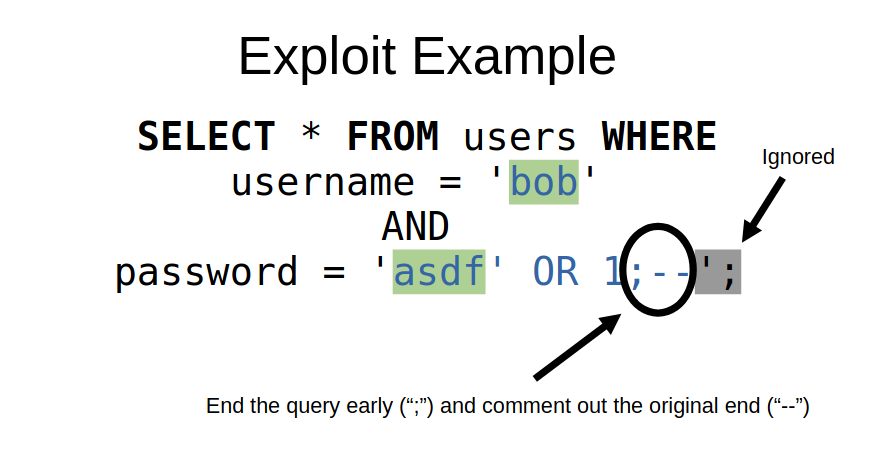 Exploit Example
SELECT * FROM users WHERE
Ignored
username = 'bob'
AND
password = 'asdf' OR 1;--';
End the query early (“;”) and comment out the original end (“--”)